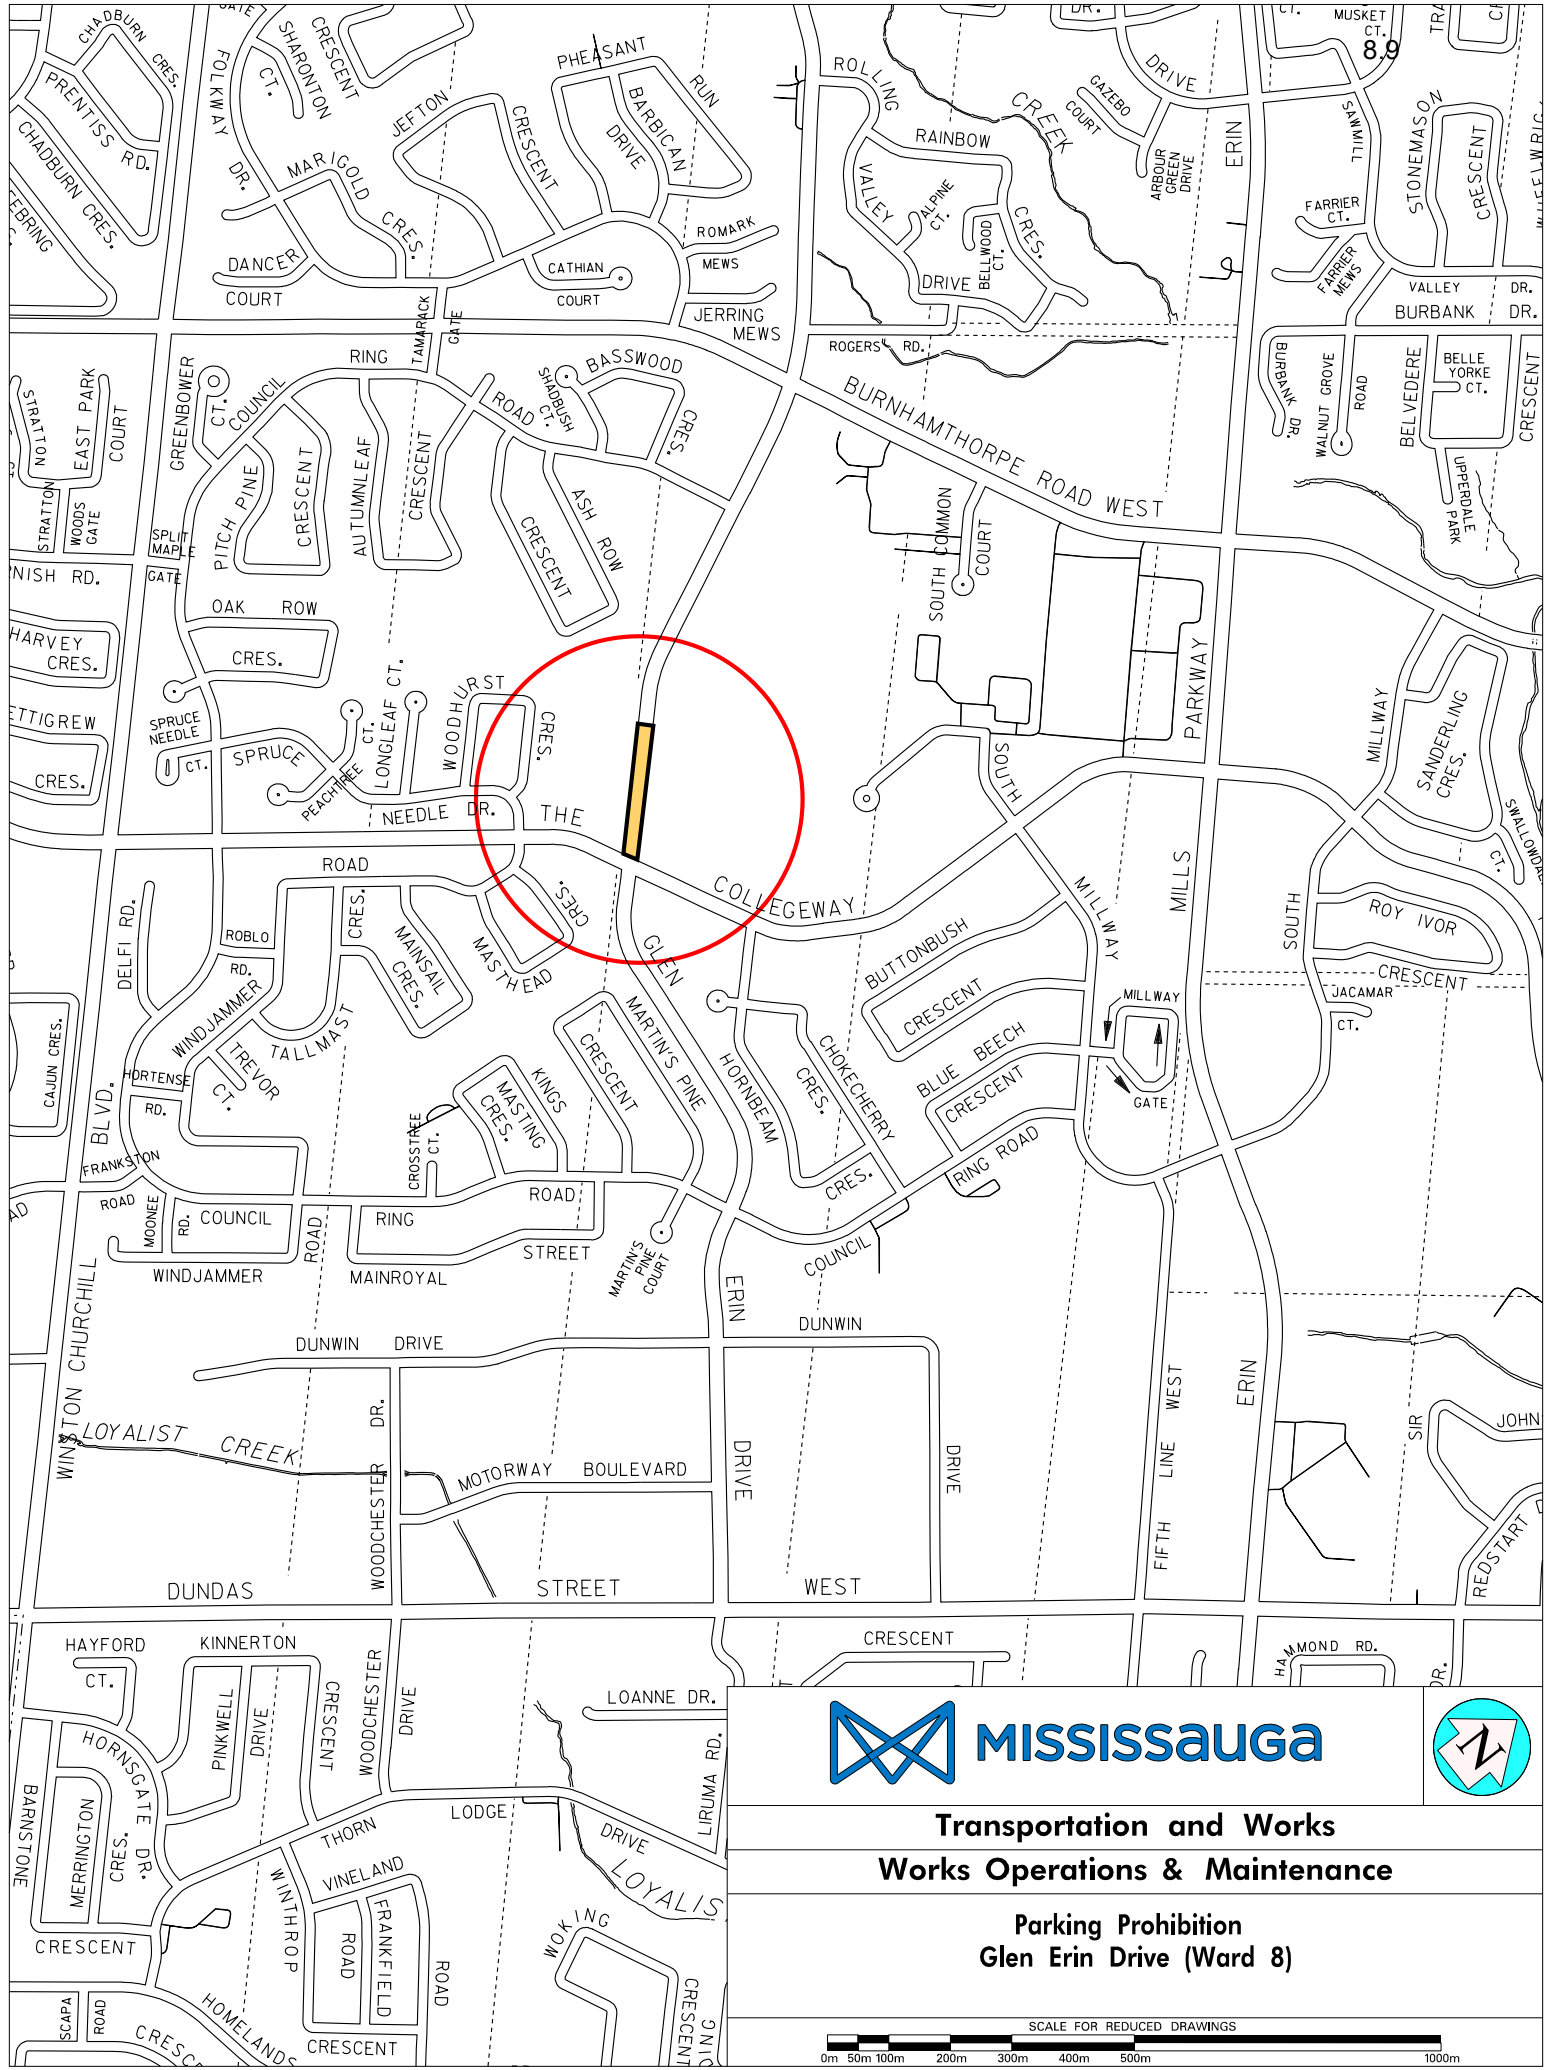 8.9
CHADBURN
CRES.
PRENTISS
RD.
CHADBURN CRES.
GATE
FOLKWAY
DR.
SHARONTON
CT.
CRESCENT
JEFTON
CRESCENT
PHEASANT
RUN
BARBICAN
DRIVE
MARIGOLD
CRES.
DANCER
COURT
CATHIAN
COURT
ROMARK
MEWS
JERRING
MEWS
TAMARACK
GATE
ROLLING
VALLEY
DRIVE
RAINBOW
CRES.
ALPINE
CT.
BELLWOOD
CT.
CREEK
ROGERS RD.
DR.
DRIVE
GAZEBO
COURT
ARBOUR
GREEN
DRIVE
ERIN
CT.
MUSKET
CT.
SAWMILL
VALLEY DR.
STONEMASON
CRESCENT
FARRIER
CT.
FARRIER
MEWS
BURBANK DR.
BURBANK
DR.
WALNUT GROVE
ROAD
BELVEDERE
CRESCENT
BELLE
YORKE
CT.
UPPERDALE
PARK
STRATTON
EAST PARK
COURT
STRATTON
WOODS
GATE
GREENBOWER
CT.
COUNCIL
RING
ROAD
PITCH PINE
CRESCENT
AUTUMNLEAF
CRESCENT
SHADBUSH
CT.
BASSWOOD
CRES.
ASH ROW
CRESCENT
SPLIT
MAPLE
GATE
OAK ROW
CRES.
HARVEY
CRES.
CRES.
SPRUCE
NEEDLE
CT.
SPRUCE
NEEDLE DR.
PEACHTREE
CT.
LONGLEAF CT.
WOODHURST
CRES.
BURNHAMTHORPE ROAD WEST
SOUTH COMMON
COURT
PARKWAY
MILLS
ERIN
SOUTH
MILLWAY
MILLWAY
SOUTH
SANDERLING
CRES.
CT.
ROY IVOR
CRESCENT
JACAMAR
CT.
THE
COLLEGEWAY
ROAD
DELFI RD.
ROBLO
RD.
WINDJAMMER
TALLMAST
CRES.
MAINSAIL
CRES.
MASTHEAD
CRES.
TREVOR
CT.
HORTENSE
RD.
CAJUN CRES.
BLVD.
WINSTON CHURCHILL
FRANKSTON
ROAD
MOONEE
RD.
COUNCIL
ROAD
RING
ROAD
WINDJAMMER
MAINROYAL
STREET
CROSSTREE
CT.
MASTING
CRES.
KINGS
CRESCENT
MARTIN'S PINE
MARTIN'S
PINE
COURT
GLEN
ERIN
DRIVE
HORNBEAM
CRES.
CHOKECHERRY
CRES.
BUTTONBUSH
CRESCENT
BLUE BEECH
CRESCENT
MILLWAY
GATE
RING ROAD
COUNCIL
DUNWIN DRIVE
DUNWIN
DRIVE
WOODCHESTER DR.
LOYALIST CREEK
MOTORWAY BOULEVARD
FIFTH LINE WEST
SIR
JOHN
REDSTART
DUNDAS STREET WEST
HAYFORD
CT.
KINNERTON
CRESCENT
PINKWELL
DRIVE
WOODCHESTER
DRIVE
HORNSGATE DR.
BARNSTONE
CRESCENT
MERRINGTON
CRES.
THORN
LODGE
DRIVE
LOANNE DR.
LIRUMA RD.
CRESCENT
HAMMOND RD.
DR.
WINTHROP
CRESCENT
VINELAND
ROAD
FRANKFIELD
ROAD
WOKING
CRESCENT
SCAPA
ROAD
HOMELANDS
MISSISSauGa
N
Transportation and Works
Works Operations & Maintenance
Parking Prohibition
Glen Erin Drive (Ward 8)
SCALE FOR REDUCED DRAWINGS
0m 50m 100m 200m 300m 400m 500m 1000m